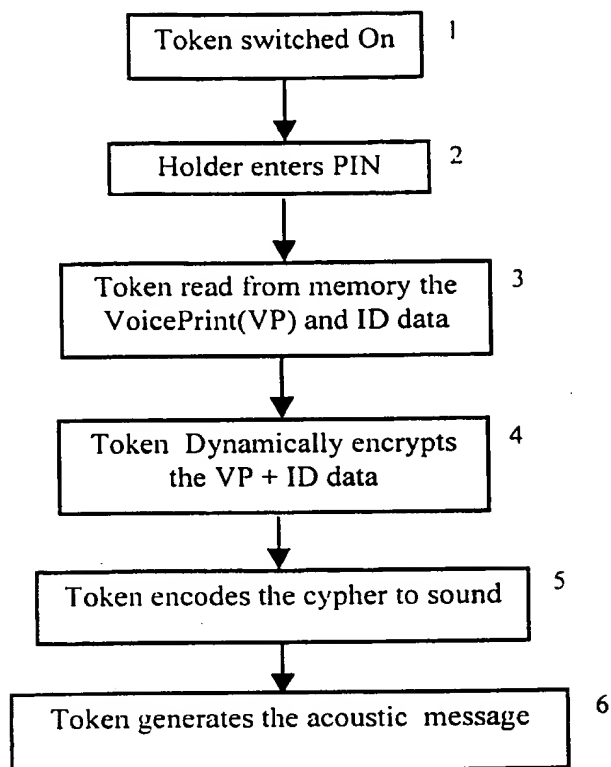 Token switched On 1
Holder enters PIN 2
Token read from memory the 3
VoicePrint(VP) and ID data
Token Dynamically encrypts 4
the VP + ID data
Token encodes the cypher to sound 5
Token generates the acoustic message 6